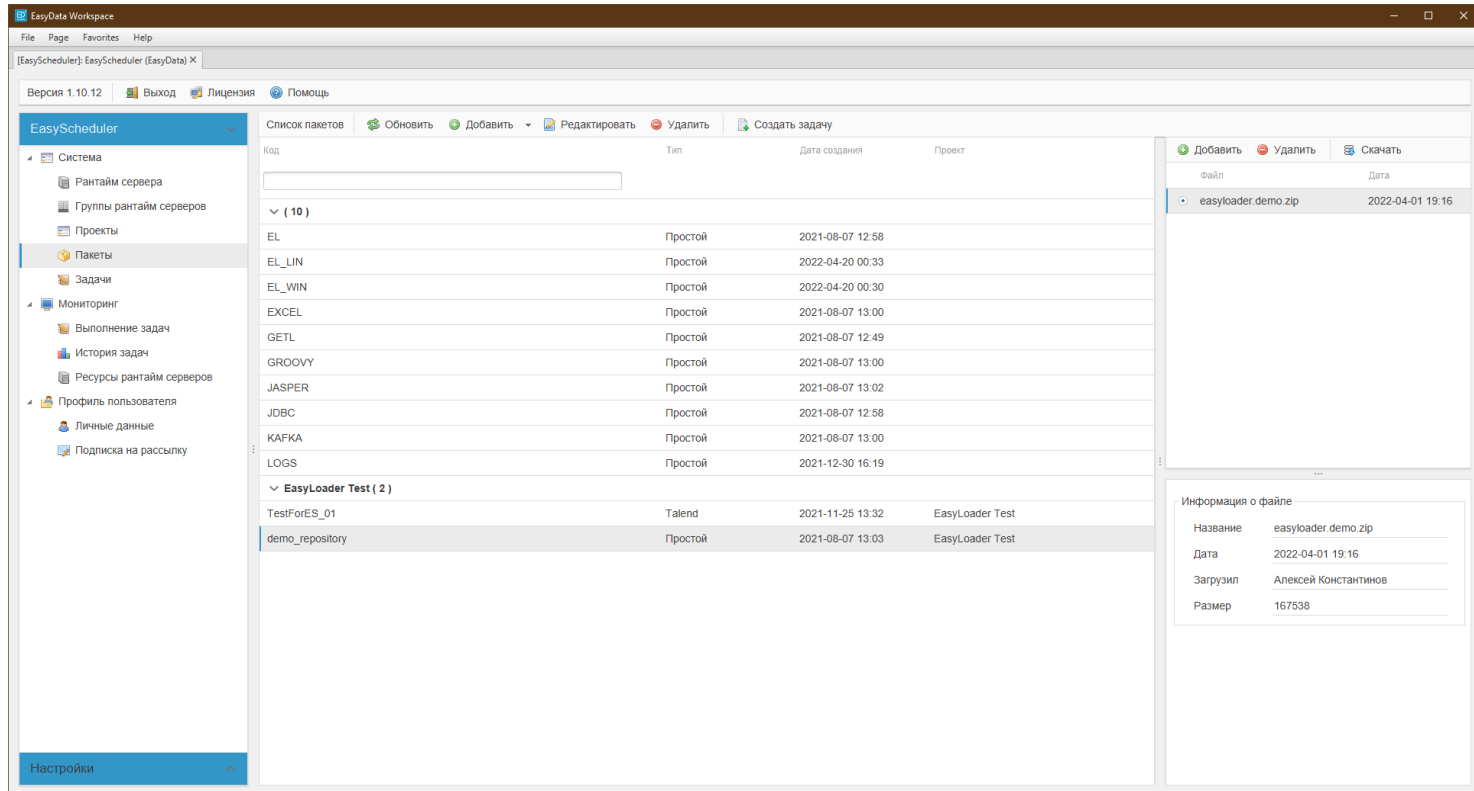 EasyData Workspace
File Page Favorites Help
[EasyScheduler]: EasyScheduler (EasyData)
Версия 1.10.12 Выход Лицензия Помощь
EasyScheduler
Система
Рантайм сервера
Группы рантайм серверов
Проекты
Пакеты
Задачи
Мониторинг
Выполнение задач
История задач
Ресурсы рантайм серверов
Профиль пользователя
Личные данные
Подписка на рассылку
Настройки
Список пакетов Обновить Добавить Редактировать Удалить Создать задачу
Код Тип Дата создания Проект
( 10 )
EL Простой 2021-08-07 12:58
EL_LIN Простой 2022-04-20 00:33
EL_WIN Простой 2022-04-20 00:30
EXCEL Простой 2021-08-07 13:00
GETL Простой 2021-08-07 12:49
GROOVY Простой 2021-08-07 13:00
JASPER Простой 2021-08-07 13:02
JDBC Простой 2021-08-07 12:58
KAFKA Простой 2021-08-07 13:00
LOGS Простой 2021-12-30 16:19
EasyLoader Test ( 2 )
TestForES_01 Talend 2021-11-25 13:32 EasyLoader Test
demo_repository Простой 2021-08-07 13:03 EasyLoader Test
Добавить Удалить Скачать
Файл Дата
easyloader.demo.zip 2022-04-01 19:16
Информация о файле
Название easyloader.demo.zip
Дата 2022-04-01 19:16
Загрузил Алексей Константинов
Размер 167538